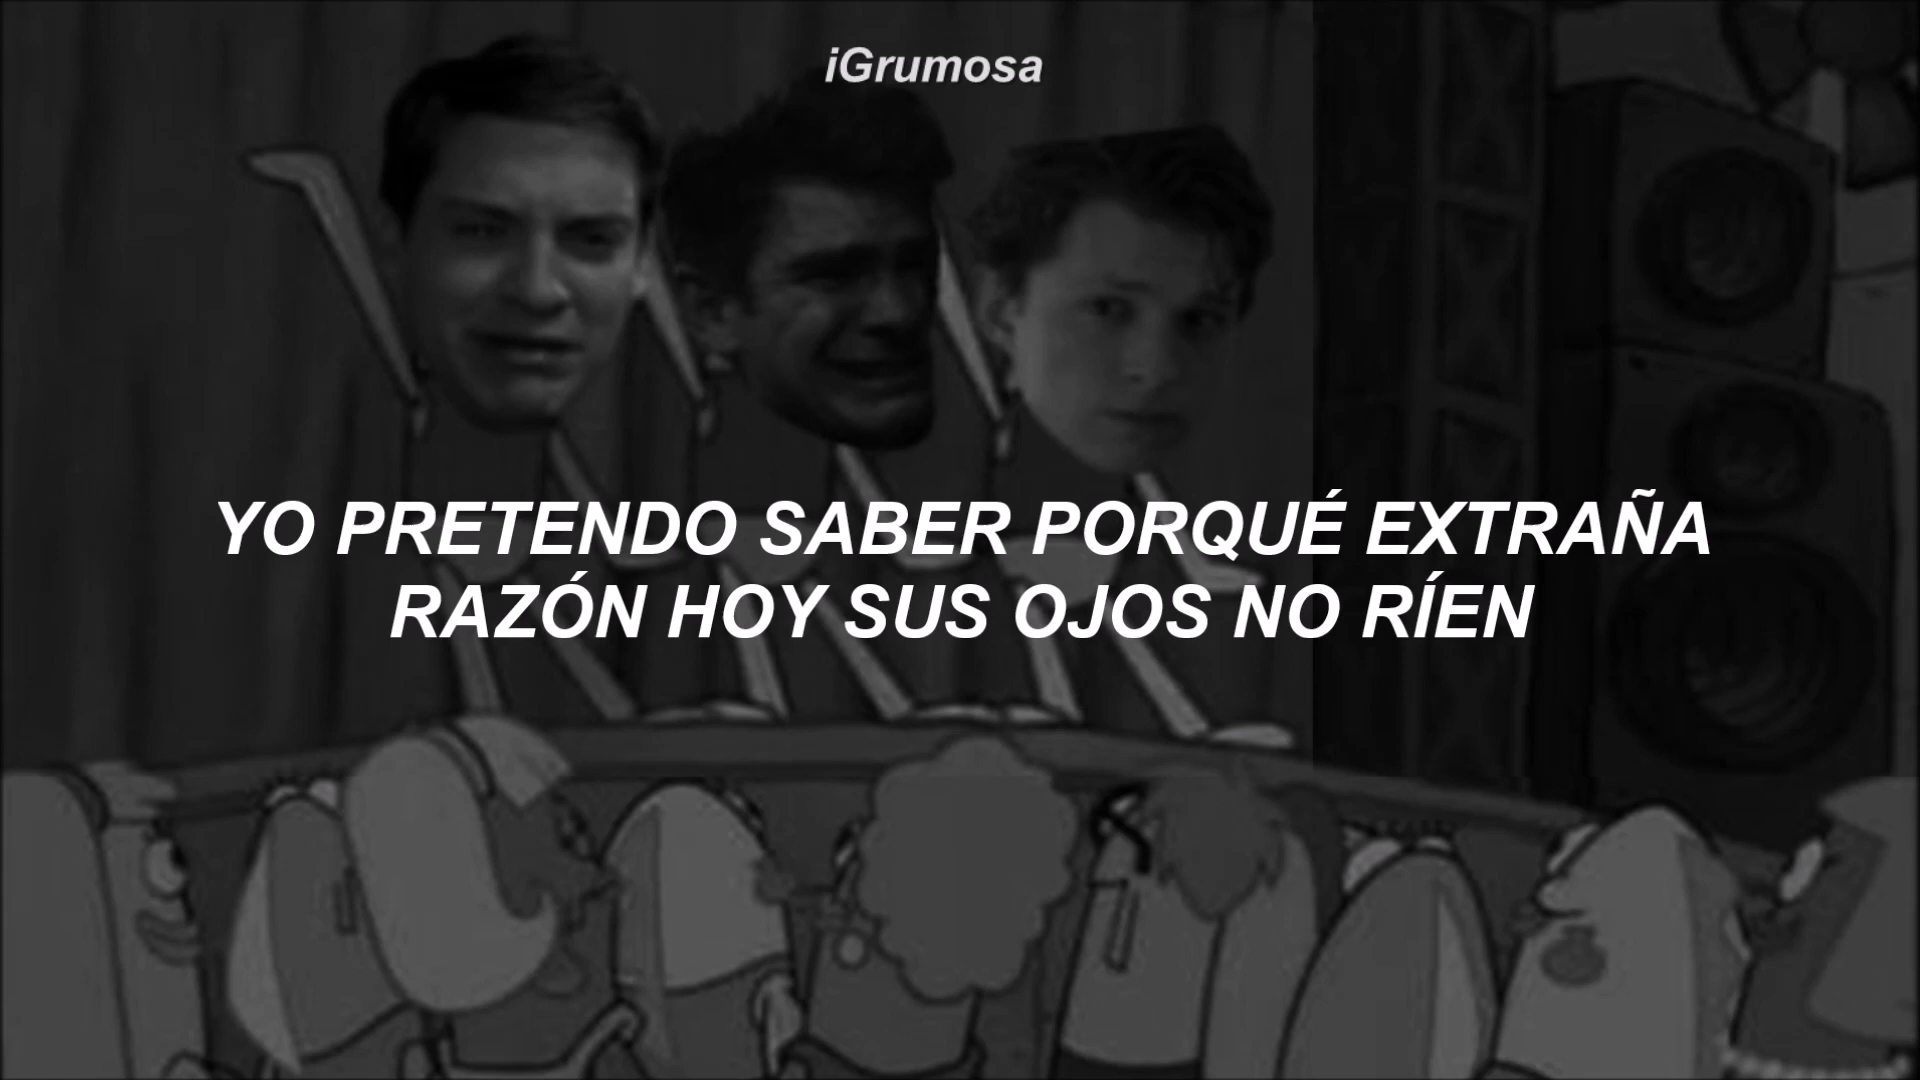 iGrumosa
YO PRETENDO SABER PORQUÉ EXTRAÑA
RAZÓN HOY SUS OJOS NO RÍEN